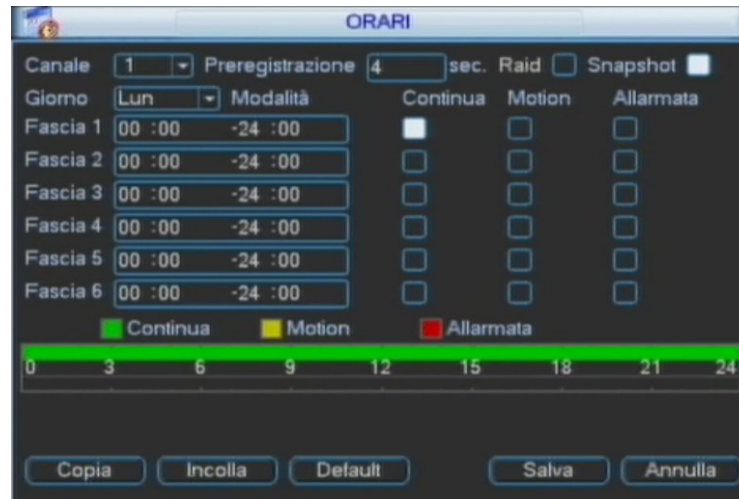 ORARI
Canale 1 Preregistrazione 4 sec. Raid Snapshot
Giorno Lun Modalità Continua Motion Allarmata
Fascia 1 00 :00 -24 :00
Fascia 2 00 :00 -24 :00
Fascia 3 00 :00 -24 :00
Fascia 4 00 :00 -24 :00
Fascia 5 00 :00 -24 :00
Fascia 6 00 :00 -24 :00
Continua Motion Allarmata
0 3 6 9 12 15 18 21 24
Copia Incolla Default Salva Annulla